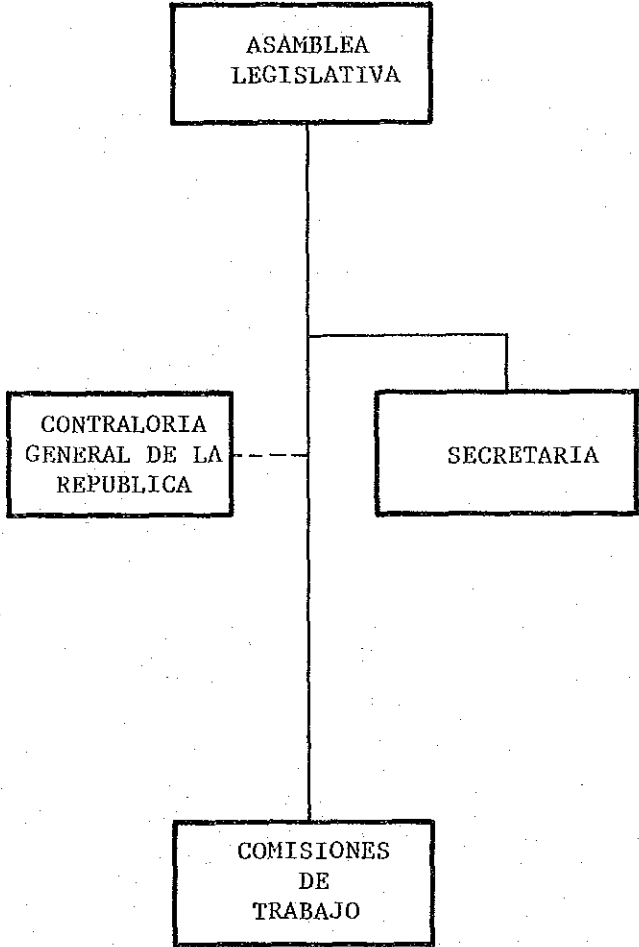 ASAMBLEA
LEGISLATIVA
CONTRALORIA
GENERAL DE LA
REPUBLICA
SECRETARIA
COMISIONES
DE
TRABAJO